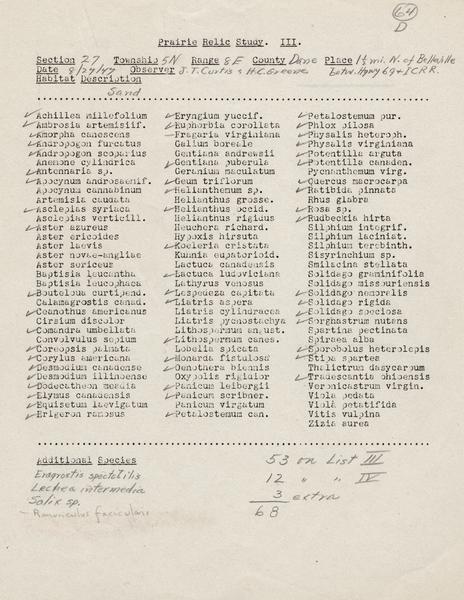 64
D
Prairie Relic Study. III.
Section 27 Township 5N Range 8E County Dane Place 1½ mi. N. of Belleville
Date 8/27/47 Observer J.T. Curtis & H.C. Greene betw. Hgwy 69 & I.C.R.R.
Habitat Description
Sand
✓Achillea Millefolium ✓Eryngium yuccif. ✓Petalostemum pur.
✓Ambrosia artemisiif. ✓Euphorbia corollata ✓Phlox pilosa
✓Amorpha canescens Fragaria virginiana ✓Physalis heteroph.
✓Andropogon furcatus Galium boreale ✓Physalis virginiana
✓Andropogon scoparius Gentiana andrewsii ✓Potentilla arguta
Anemone cylindrica ✓Gentiana puberula ✓Potentilla canaden.
✓Antennaria sp. Geranium maculatum Pycnanthemum virg.
✓Apocynum androsaemif. ✓Geum triflorum ✓Quercus macrocarpa
Apocynum cannabinum ✓Helianthemum sp. ✓Ratibida pinnata
Artemisia caudata Helianthus grosse. Rhus glabra
✓Asclepias syriaca ✓Helianthus occid. ✓Rosa sp.
Asclepias verticill. Helianthus rigidus ✓Rudbeckia hirta
✓Aster azureus Heuchera richard. Silphium integrif.
Aster ericoides Hypoxis hirsuta Silphium laciniat.
Aster laevis ✓Koeleria cristata Silphium terebinth.
Aster novae-angliae Kuhnia eupatorioid. Sisyrinchium sp.
Aster sericeus Lactuca canadensis Smilacina stellata
Baptisia leucantha ✓Lactuca ludoviciana Solidago graminifolia
Baptisia leucophaea Lathyrus venosus Solidago missouriensis
✓Bouteloua curtipend. ✓Lespedeza capitata ✓Solidago nemorelis
Calamagrostis canad. ✓Liatris aspera ✓Solidago rigida
✓Ceanothus americanus Liatris cylindracea ✓Solidago speciosa
Cirsium discolor Liatris pycnostachya ✓Sorghastrum nutans
✓Comandra umbellata Lithospermum angust. Spartina pectinata
Convolvulus sepium ✓Lithospermum canes. Spiraea alba
✓Coreopsis palmata Lobelia spicata ✓Sporobolus heterolepis
✓Corylus americana ✓Monarda fistulosa ✓Stipa spartea
✓Desmodium canadense ✓Oenothera biennis Thalictrum dasycarpum
✓Desmodium illinoense Oxypolis rigidior ✓Tradescantia ohioensis
✓Dodecatheon meadia ✓Panicum leibergii Veronicastrum virgin.
✓Elymus canadensis ✓Panicum scribner. Viola pedata
✓Equisetum laevigatum Panicum virgatum Viola petatifida
✓Erigeron ramosus ✓Petalostemum can. Vitis vulpina
Zizia aurea
Additional Species
Eragrostis spectabilis
Lechea intermedia
Salix sp.
- Ranunculus fascicularis
53 on List III
12 " " IV
3 extra
68